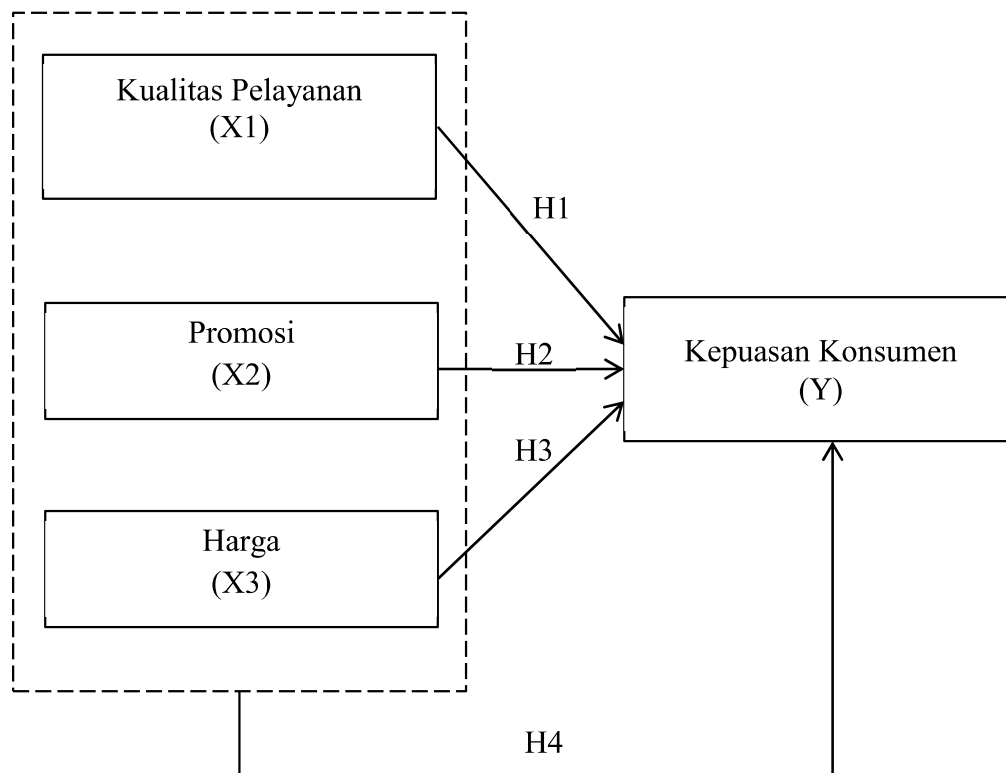 Kualitas Pelayanan
(X1)
H1
Promosi
(X2)
H2
Kepuasan Konsumen
(Y)
H3
Harga
(X3)
H4